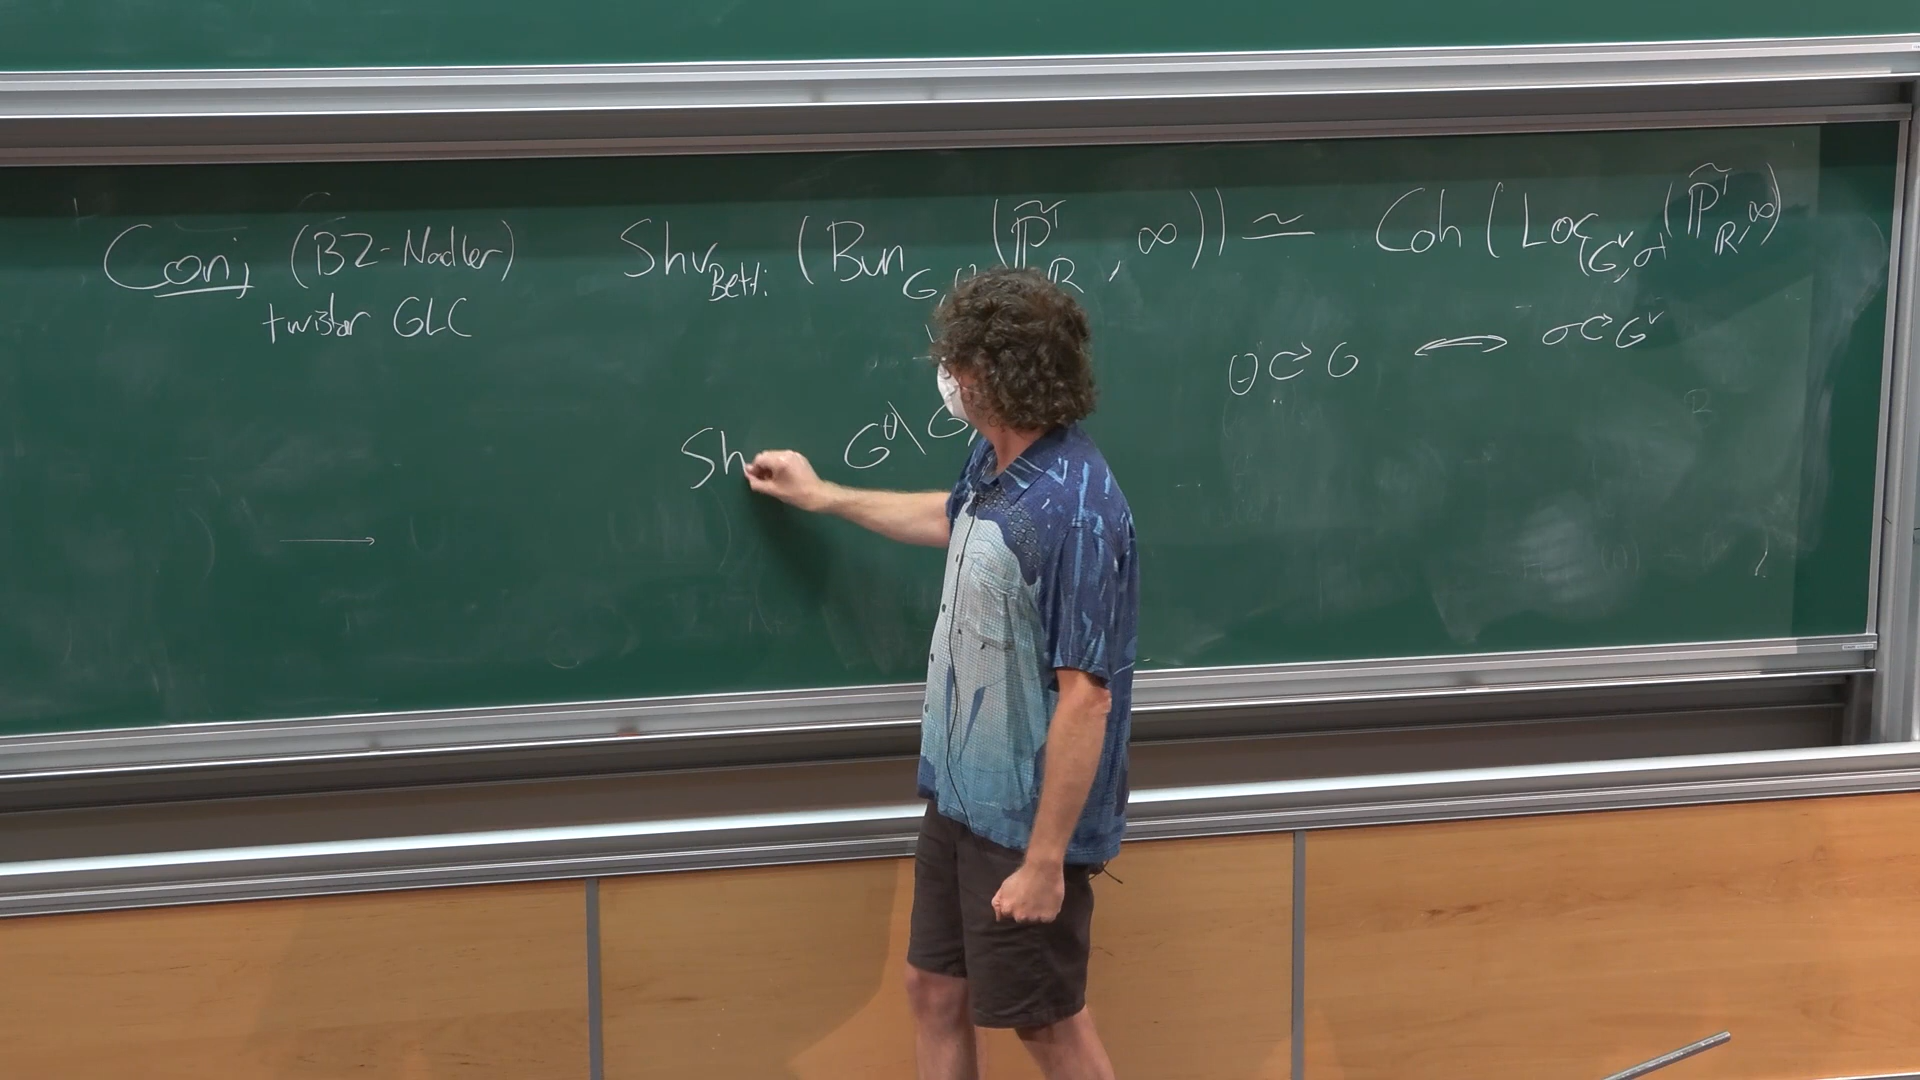 Conj (BZ-Nadler) Shv_Betti (Bun_G, (P̃¹_R, ∞)) ≃ Coh (Loc_{G^∨,σ} (P̃¹_R, ∞)
twistor GLC
θ ⟳ G ⟷ σ ⟳ G^∨
Sh G^θ\ G